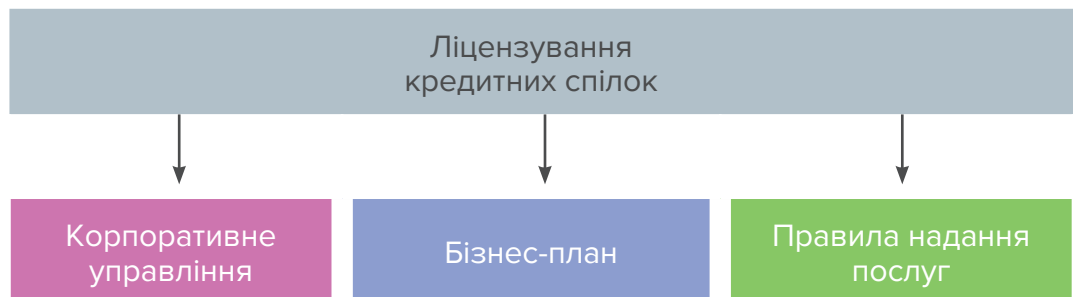 Ліцензування
кредитних спілок
Корпоративне
управління
Бізнес-план
Правила надання
послуг